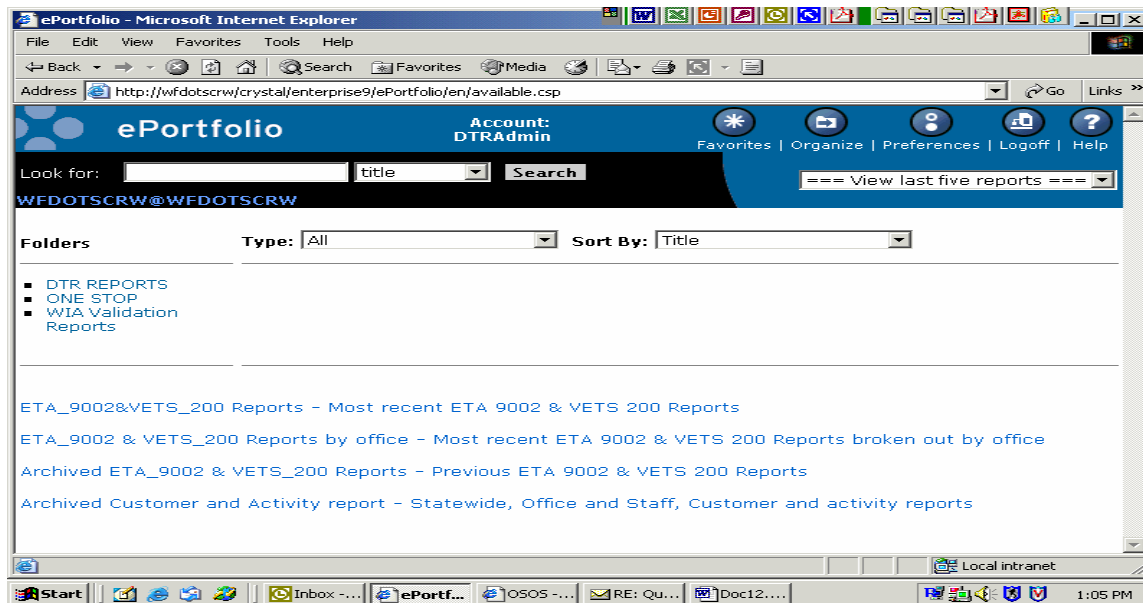 ePortfolio - Microsoft Internet Explorer
File Edit View Favorites Tools Help
Back Search Favorites Media
Address http://wfdotscrw/crystal/enterprise9/ePortfolio/en/available.csp Go Links »
ePortfolio Account: DTRAdmin Favorites | Organize | Preferences | Logoff | Help
Look for: title Search === View last five reports ===
WFDOTSCRW@WFDOTSCRW
Folders Type: All Sort By: Title
DTR REPORTS
ONE STOP
WIA Validation
Reports
ETA_9002&VETS_200 Reports - Most recent ETA 9002 & VETS 200 Reports
ETA_9002 & VETS_200 Reports by office - Most recent ETA 9002 & VETS 200 Reports broken out by office
Archived ETA_9002 & VETS_200 Reports - Previous ETA 9002 & VETS 200 Reports
Archived Customer and Activity report - Statewide, Office and Staff, Customer and activity reports
Local intranet
Start Inbox -... ePortf... OSOS -... RE: Qu... Doc12.... 1:05 PM